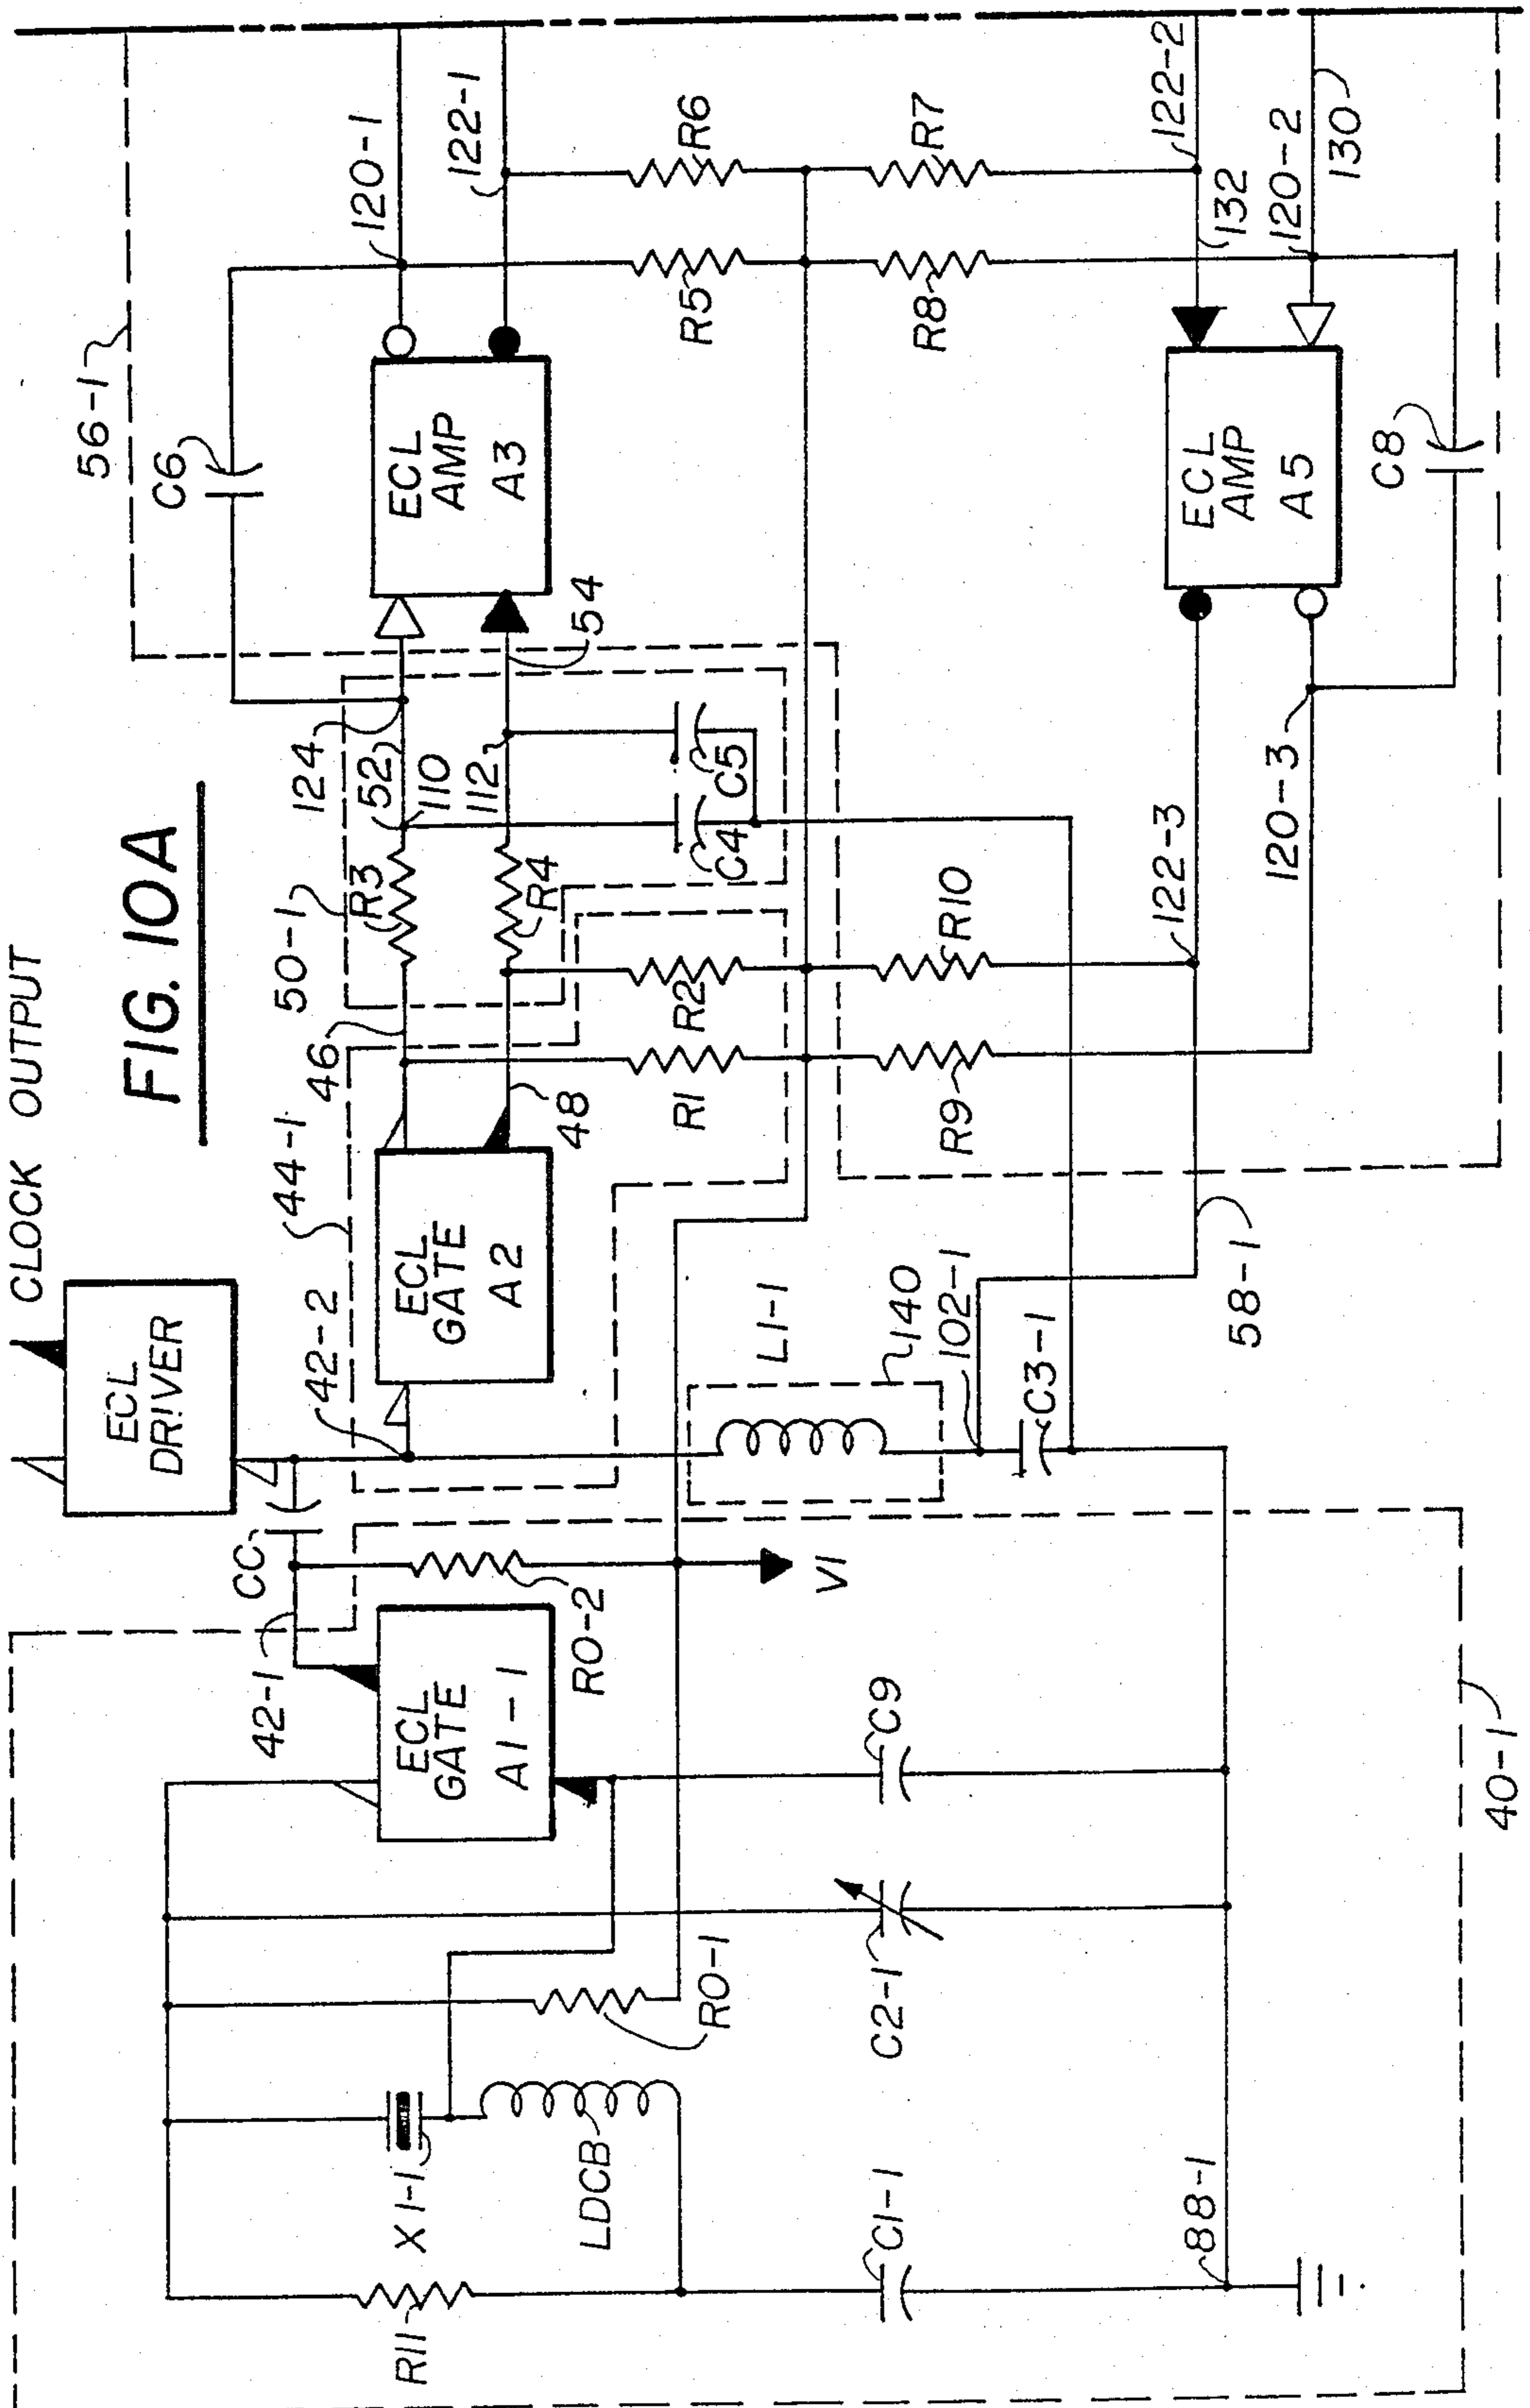 FIG. 10A
CLOCK OUTPUT
ECL
DRIVER
56-1
C6
120-1
122-1
ECL
AMP
A3
R6
R7
R5
R8
122-2
132
120-2
130
ECL
AMP
A5
C8
54
124
52
110
112
C5
C4
50-1
R3
R4
46
48
44-1
R2
R1
R10
R9
122-3
120-3
42-2
ECL
GATE
A2
L1-1
140
102-1
C3-1
58-1
CC
42-1
RO-2
V1
ECL
GATE
A1-1
C9
C2-1
RO-1
X1-1
LDCB
R11
C1-1
88-1
40-1